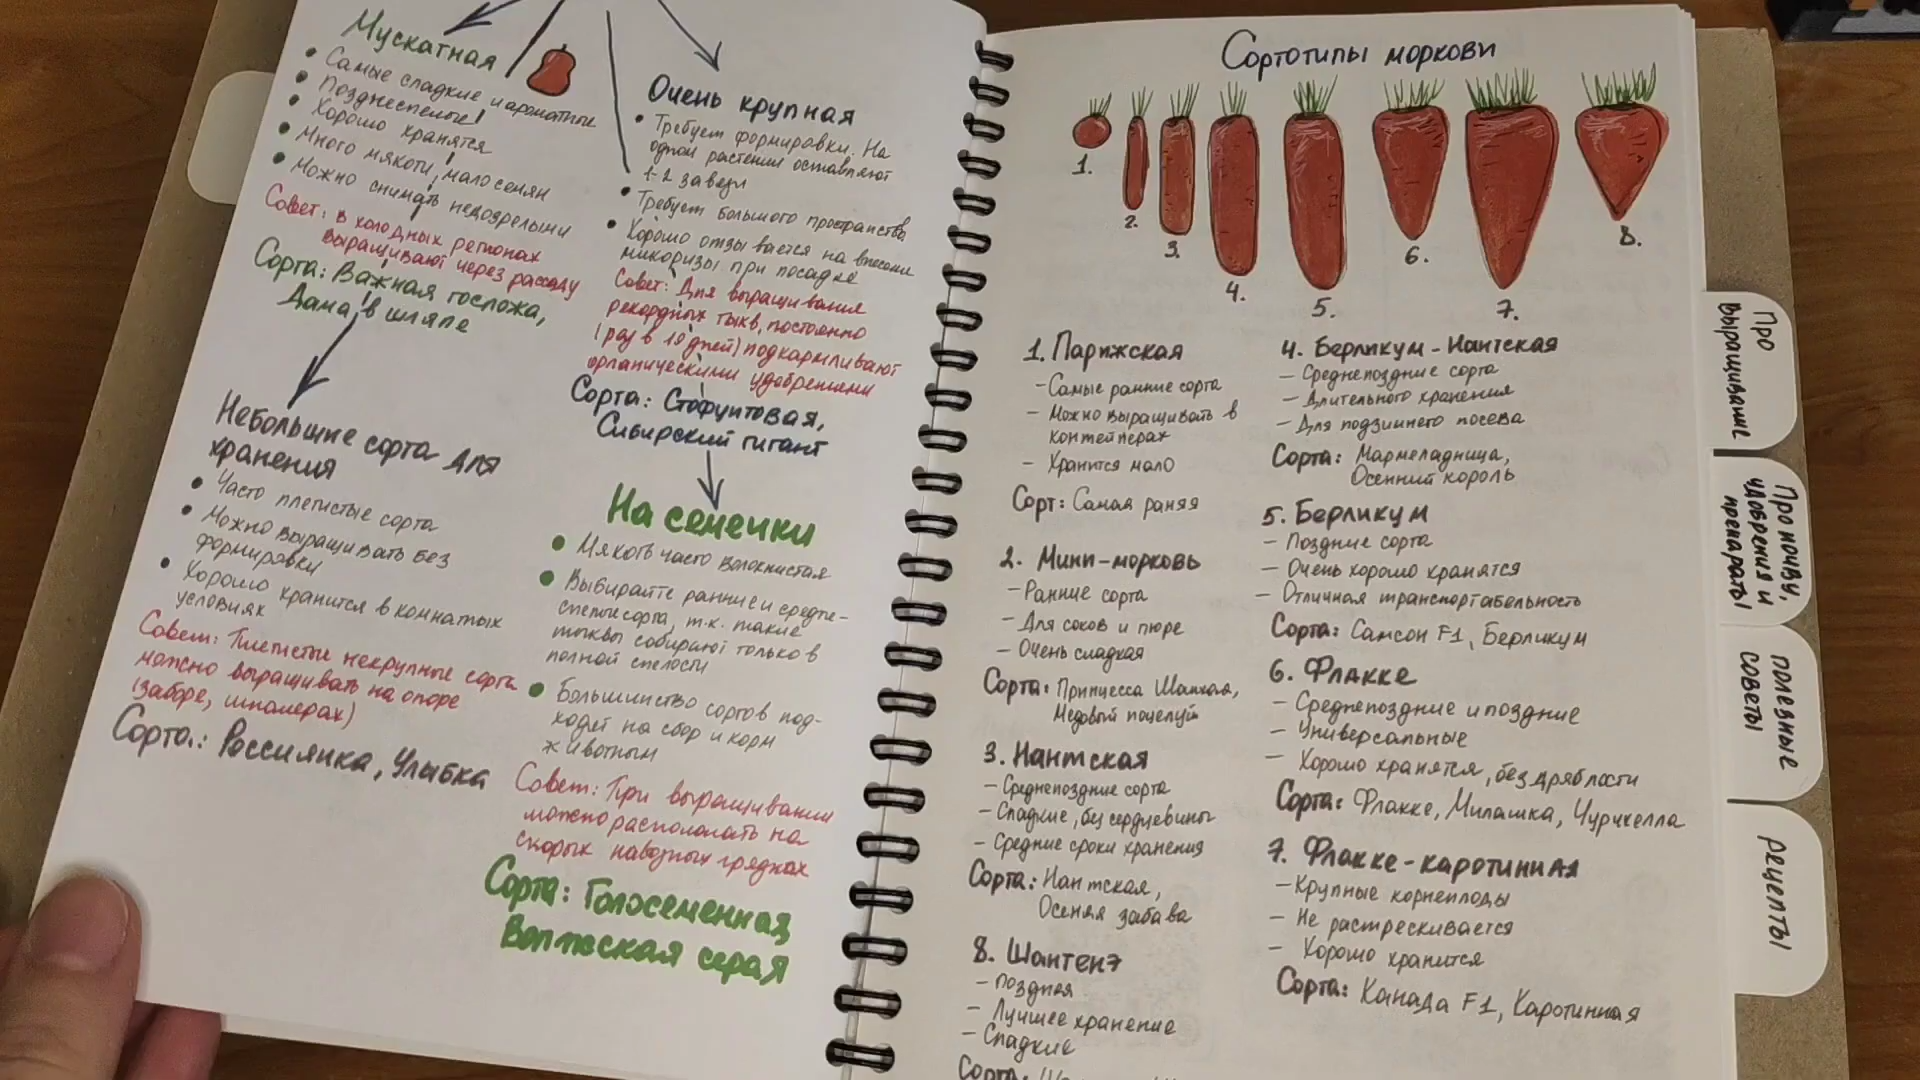 Мускатная
Самые сладкие и ароматные
Позднеспелые!
Хорошо хранятся
Много мякоти, мало семян
Можно снимать недозрелыми
Совет: в холодных регионах
выращивают через рассаду
Сорта: Важная госпожа,
Дама в шляпе
Небольшие сорта для
хранения
Часто плетистые сорта
Можно выращивать без
формировки
Хорошо хранится в комнатных
условиях
Совет: Плетистые некрупные сорта
можно выращивать на опоре
(заборе, шпалерах)
Сорта.: Россиянка, Улыбка
Очень крупная
Требует формировки. На
одном растении оставляют
1-2 завязи
Требует большого пространства
Хорошо отзывается на внесении
микоризы при посадке
Совет: Для выращивания
рекордных тыкв, постоянно
(раз в 10 дней) подкармливают
органическими удобрениями
Сорта: Стофунтовая,
Сибирский гигант
На семечки
Мякоть часто волокнистая
Выбирайте ранние и средне-
спелые сорта, т.к. такие
тыквы собирают только в
полной спелости
Большинство сортов под-
ходят на сбор и корм
животным
Совет: При выращивании
можно располагать на
скорых навозных грядках
Сорта: Голосеменная
Волжская серая
Сортотипы моркови
1.
2.
3.
4.
5.
6.
7.
8.
1. Парижская
- Самые ранние сорта
- Можно выращивать в
контейнерах
- Хранится мало
Сорт: Самая раняя
2. Мини-морковь
- Ранние сорта
- Для соков и пюре
- Очень сладкая
Сорта: Принцесса
Медовый поцелуй
3. Нантская
- Среднепоздние сорта
- Сладкие, без сердцевины
- Средние сроки хранения
Сорта: Нантская,
Осеняя забава
8. Шантенэ
- Поздняя
- Лучшее хранение
- Сладкие
Сорта:
4. Берликум - Нантская
- Среднепоздние сорта
- Длительного хранения
- Для подзимнего посева
Сорта: Мармеладница,
Осенний король
5. Берликум
- Поздние сорта
- Очень хорошо хранятся
- Отличная транспортабельность
Сорта: Самсон F1, Берликум
6. Флакке
- Среднепоздние и поздние
- Универсальные
- Хорошо хранятся, без дряблости
Сорта: Флакке, Милашка, Чурчхелла
7. Флакке-каротинная
- Крупные корнеплоды
- Не растрескивается
- Хорошо хранится
Сорта: Канада F1, Каротинная
Про
выращивание
Про почву,
удобрения и
препараты
Полезные
советы
Рецепты